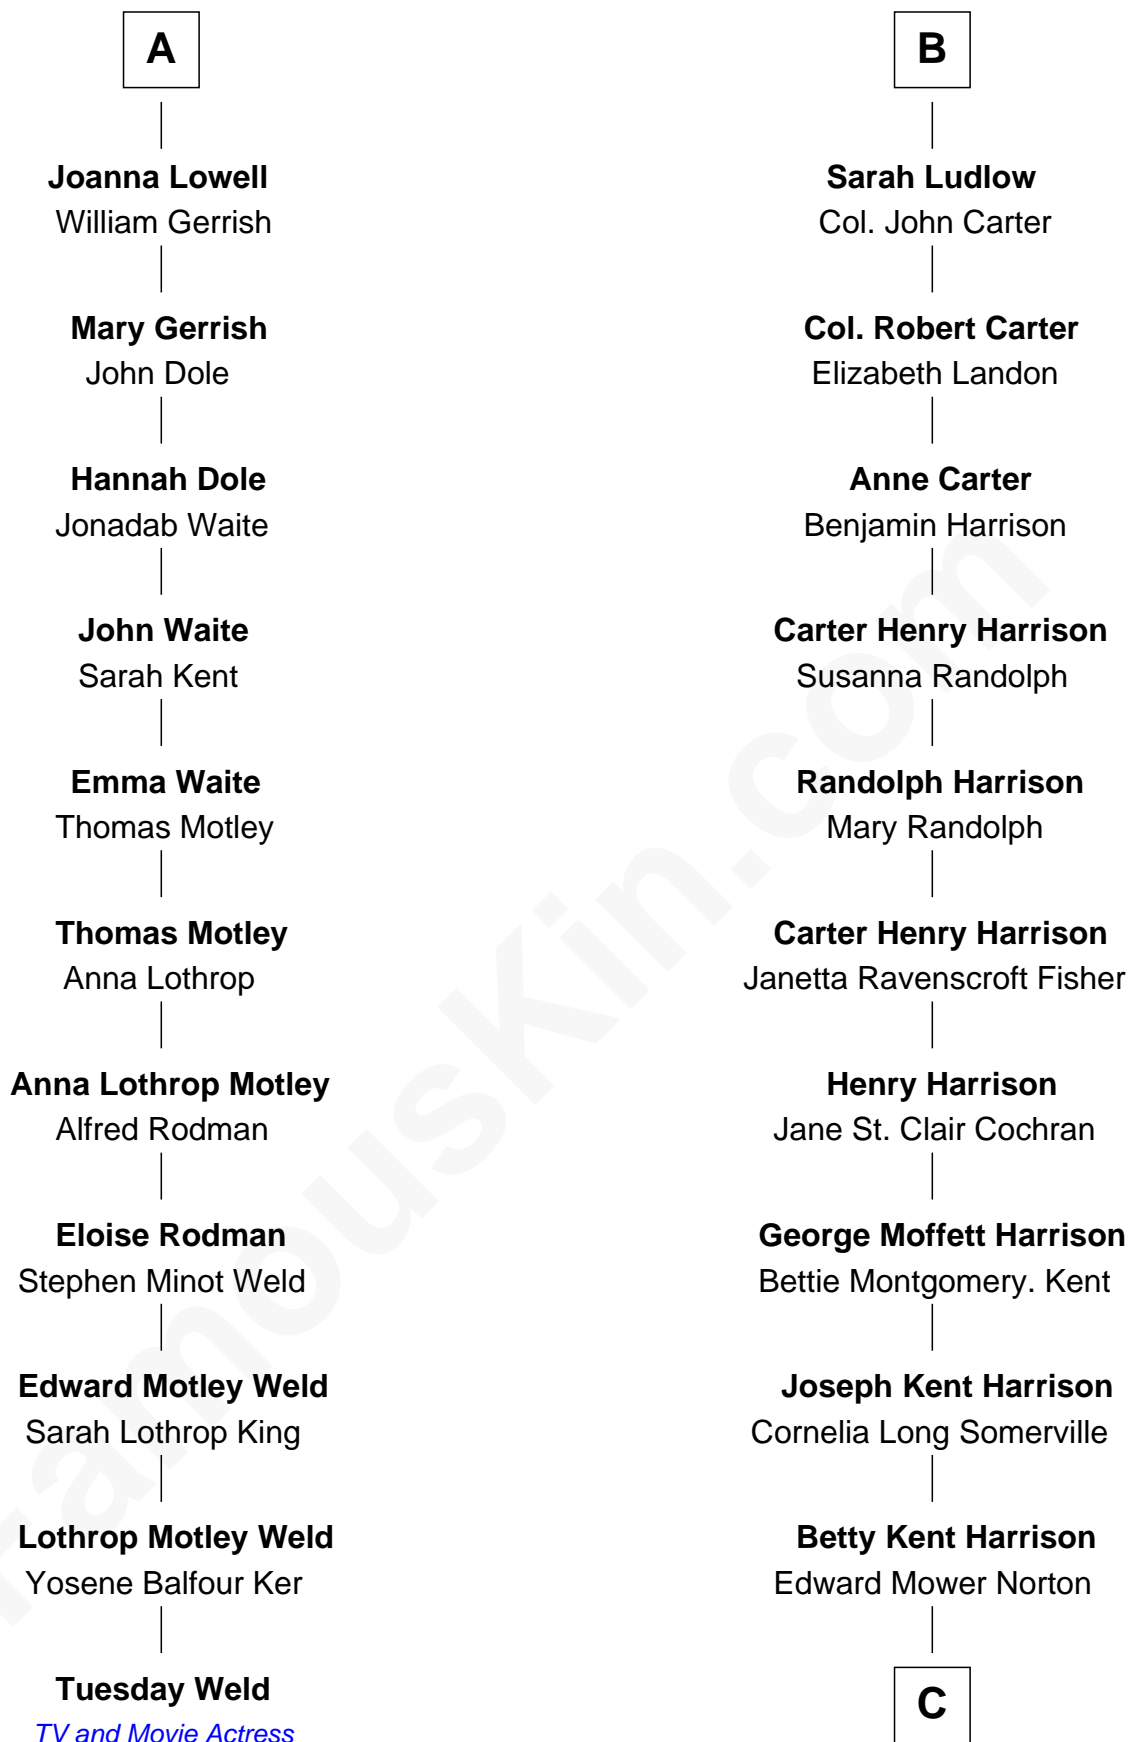 A
Joanna Lowell
William Gerrish
Mary Gerrish
John Dole
Hannah Dole
Jonadab Waite
John Waite
Sarah Kent
Emma Waite
Thomas Motley
Thomas Motley
Anna Lothrop
Anna Lothrop Motley
Alfred Rodman
Eloise Rodman
Stephen Minot Weld
Edward Motley Weld
Sarah Lothrop King
Lothrop Motley Weld
Yosene Balfour Ker
Tuesday Weld
TV and Movie Actress
B
Sarah Ludlow
Col. John Carter
Col. Robert Carter
Elizabeth Landon
Anne Carter
Benjamin Harrison
Carter Henry Harrison
Susanna Randolph
Randolph Harrison
Mary Randolph
Carter Henry Harrison
Janetta Ravenscroft Fisher
Henry Harrison
Jane St. Clair Cochran
George Moffett Harrison
Bettie Montgomery. Kent
Joseph Kent Harrison
Cornelia Long Somerville
Betty Kent Harrison
Edward Mower Norton
C
FamousKin.com